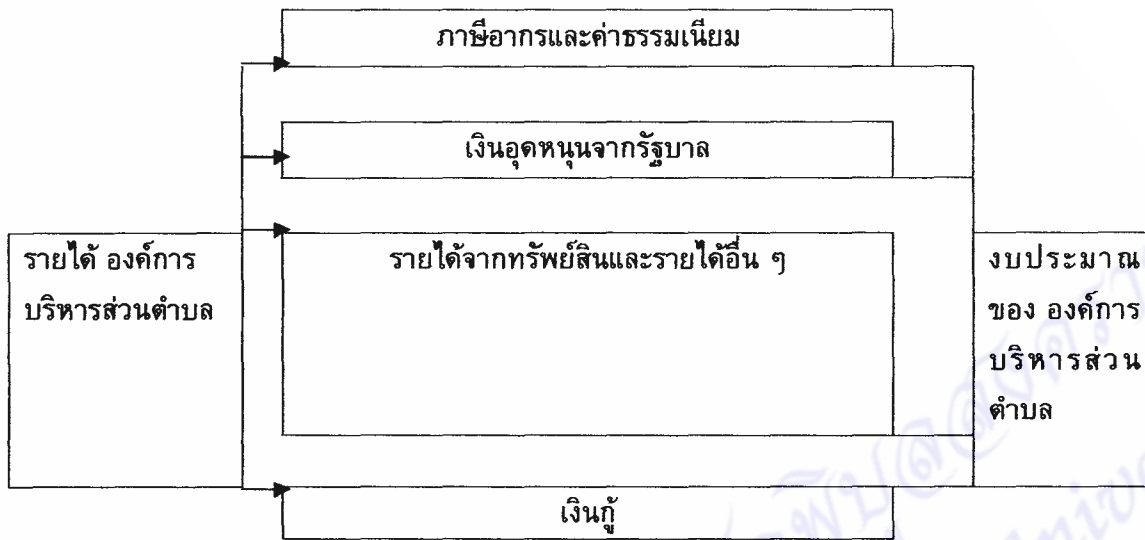 ภาษีอากรและค่าธรรมเนียม
เงินอุดหนุนจากรัฐบาล
รายได้ องค์การ
บริหารส่วนตำบล
รายได้จากทรัพย์สินและรายได้อื่น ๆ
งบประมาณ
ของ องค์การ
บริหารส่วน
ตำบล
เงินกู้